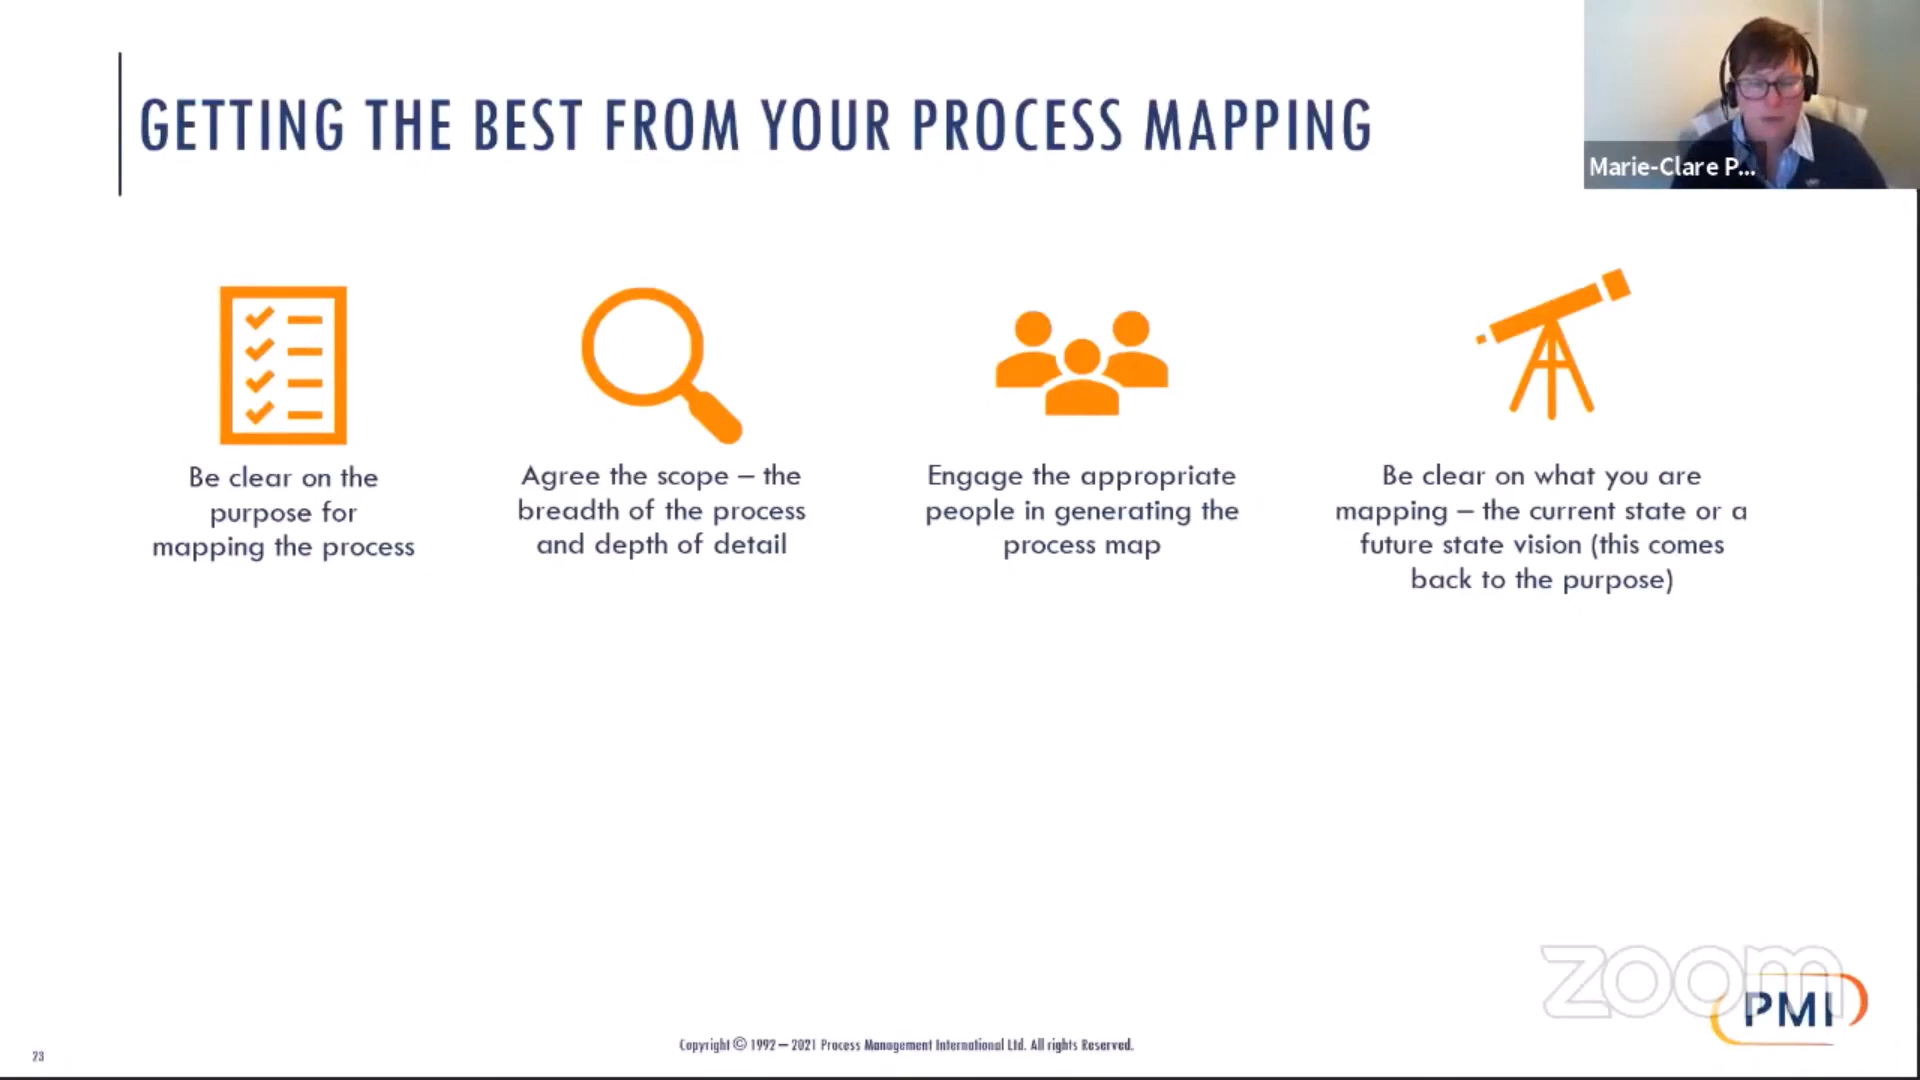 GETTING THE BEST FROM YOUR PROCESS MAPPING
Marie-Clare P...
Be clear on the
purpose for
mapping the process
Agree the scope – the
breadth of the process
and depth of detail
Engage the appropriate
people in generating the
process map
Be clear on what you are
mapping – the current state or a
future state vision (this comes
back to the purpose)
zoom
PMI
Copyright © 1992 – 2021 Process Management International Ltd. All rights Reserved.
23